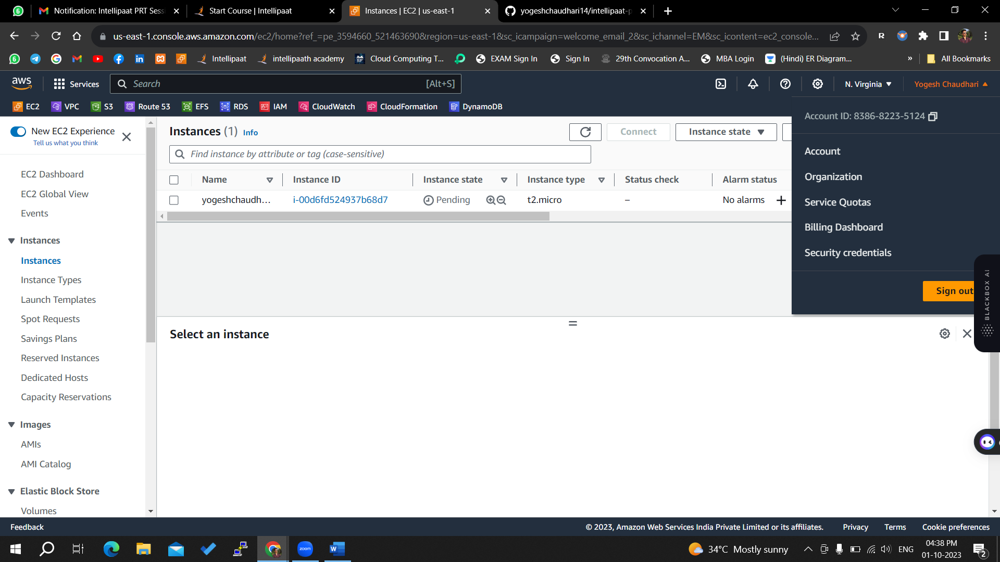 Notification: Intellipaat PRT Sessi
Start Course | Intellipaat
Instances | EC2 | us-east-1
yogeshchaudhari14/intellipaat-p
us-east-1.console.aws.amazon.com/ec2/home?ref_=pe_3594660_521463690&region=us-east-1&sc_icampaign=welcome_email_2&sc_ichannel=EM&sc_icontent=ec2_console...
Intellipaat
intellipaath academy
Cloud Computing T...
EXAM Sign In
Sign In
29th Convocation A...
MBA Login
(Hindi) ER Diagram...
»
All Bookmarks
aws
Services
Search
[Alt+S]
N. Virginia
Yogesh Chaudhari
EC2
VPC
S3
Route 53
EFS
RDS
IAM
CloudWatch
CloudFormation
DynamoDB
Account ID: 8386-8223-5124
Account
Organization
Service Quotas
Billing Dashboard
Security credentials
Sign out
BLACKBOX AI
New EC2 Experience
Tell us what you think
EC2 Dashboard
EC2 Global View
Events
Instances
Instances
Instance Types
Launch Templates
Spot Requests
Savings Plans
Reserved Instances
Dedicated Hosts
Capacity Reservations
Images
AMIs
AMI Catalog
Elastic Block Store
Volumes
Instances (1) Info
Connect
Instance state
Find instance by attribute or tag (case-sensitive)
Name
Instance ID
Instance state
Instance type
Status check
Alarm status
yogeshchaudh...
i-00d6fd524937b68d7
Pending
t2.micro
–
No alarms
Select an instance
Feedback
© 2023, Amazon Web Services India Private Limited or its affiliates.
Privacy
Terms
Cookie preferences
zoom
34°C Mostly sunny
ENG
04:38 PM
01-10-2023
2